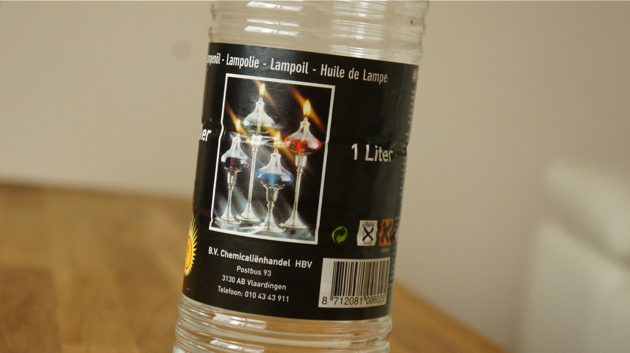 Lampolie - Lampoil - Huile de Lampe
1 Liter
B.V. Chemicaliënhandel HBV
Postbus 93
3130 AB Vlaardingen
Telefoon: 010 43 43 911